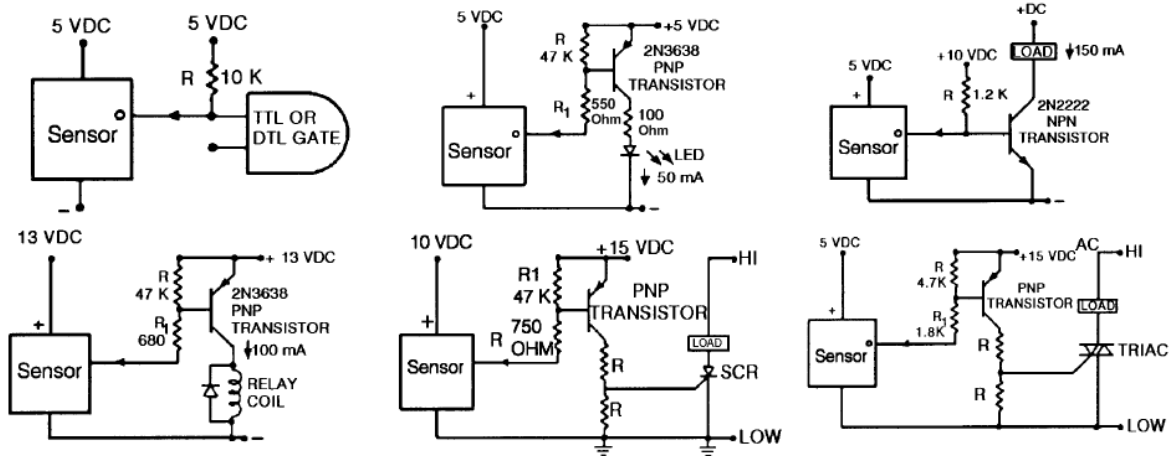 5 VDC
5 VDC
R
10 K
Sensor
TTL OR
DTL GATE
–
5 VDC
+5 VDC
R
47 K
2N3638
PNP
TRANSISTOR
+
R1
550
Ohm
100
Ohm
Sensor
LED
50 mA
–
+DC
LOAD
150 mA
+10 VDC
5 VDC
+
R
1.2 K
2N2222
NPN
TRANSISTOR
Sensor
–
13 VDC
+ 13 VDC
R
47 K
2N3638
PNP
TRANSISTOR
+
R1
680
100 mA
Sensor
RELAY
COIL
–
10 VDC
+15 VDC
HI
R1
47 K
PNP
TRANSISTOR
+
750
OHM
R
LOAD
Sensor
R
SCR
R
LOW
5 VDC
+15 VDC
AC
HI
R
4.7K
PNP
TRANSISTOR
+
R1
1.8K
LOAD
Sensor
R
TRIAC
R
LOW